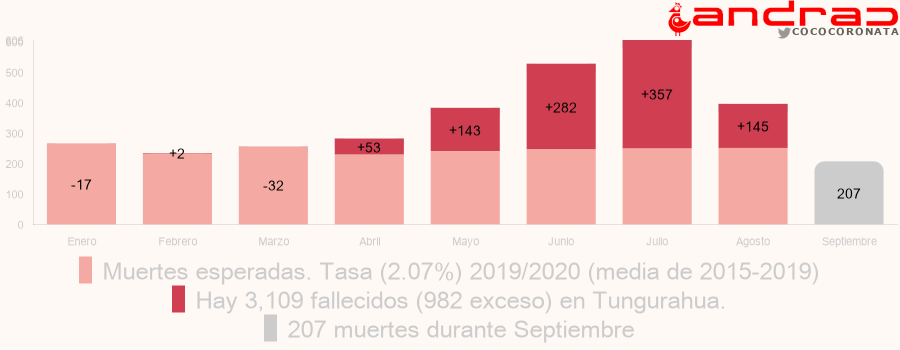 andrac
COCOCORONATA
500
400
300
200
100
0
-17
+2
-32
+53
+143
+282
+357
+145
207
Enero Febrero Marzo Abril Mayo Junio Julio Agosto Septiembre
Muertes esperadas. Tasa (2.07%) 2019/2020 (media de 2015-2019)
Hay 3,109 fallecidos (982 exceso) en Tungurahua.
207 muertes durante Septiembre